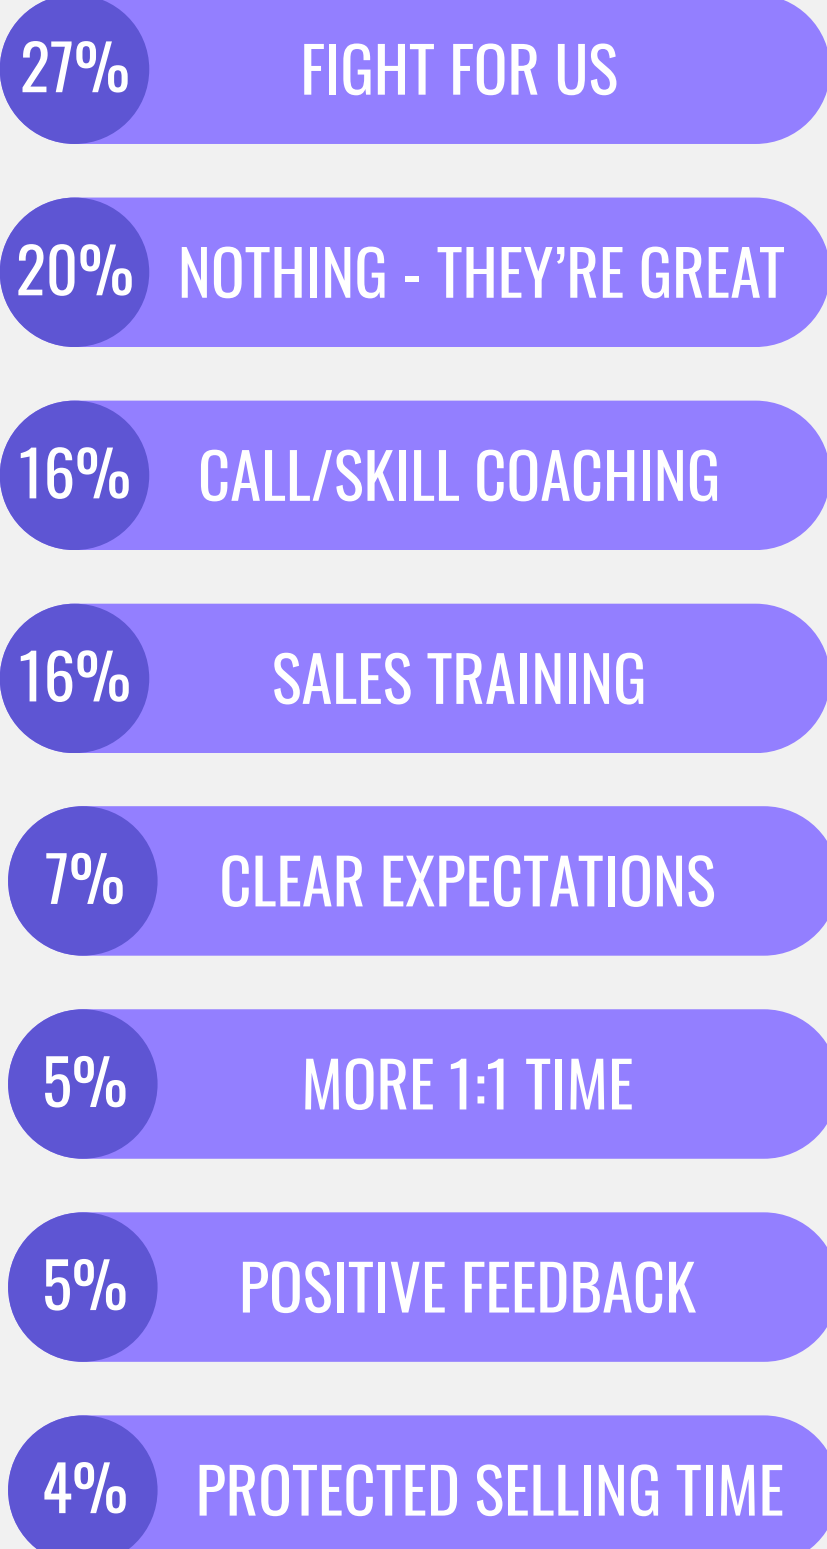 27% FIGHT FOR US
20% NOTHING - THEY’RE GREAT
16% CALL/SKILL COACHING
16% SALES TRAINING
7% CLEAR EXPECTATIONS
5% MORE 1:1 TIME
5% POSITIVE FEEDBACK
4% PROTECTED SELLING TIME